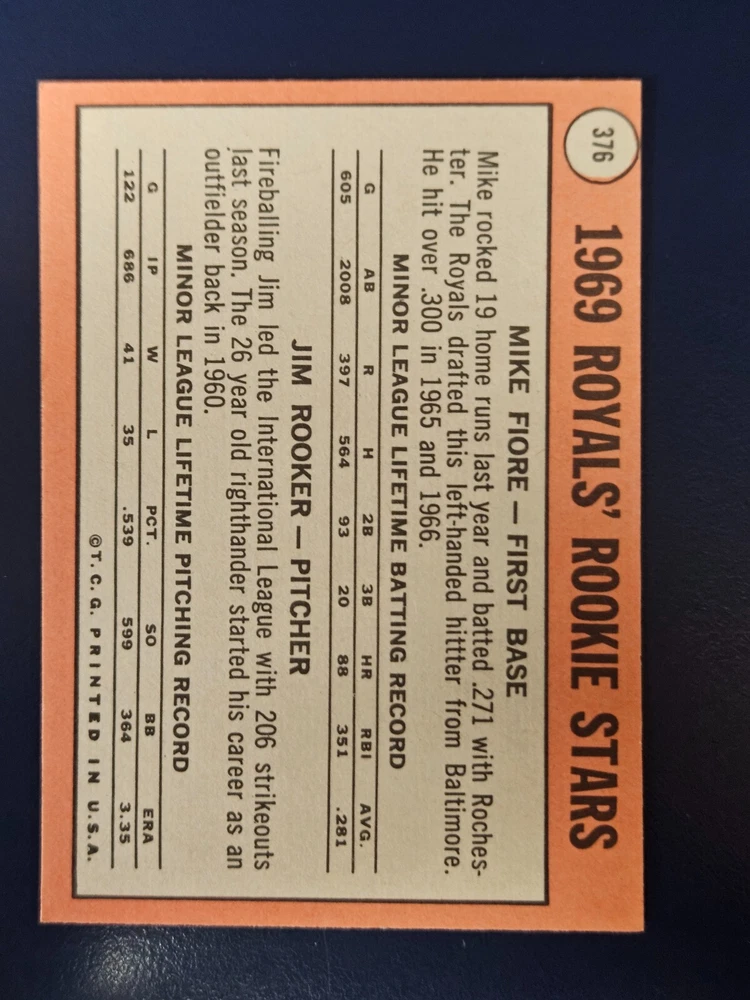 376
1969 ROYALS' ROOKIE STARS
MIKE FIORE — FIRST BASE
Mike rocked 19 home runs last year and batted .271 with Roches-
ter. The Royals drafted this left-handed hittter from Baltimore.
He hit over .300 in 1965 and 1966.
MINOR LEAGUE LIFETIME BATTING RECORD
G AB R H 2B 3B HR RBI AVG.
605 2008 397 564 93 20 88 351 .281
JIM ROOKER — PITCHER
Fireballing Jim led the International League with 206 strikeouts
last season. The 26 year old righthander started his career as an
outfielder back in 1960.
MINOR LEAGUE LIFETIME PITCHING RECORD
G IP W L PCT. SO BB ERA
122 686 41 35 .539 599 364 3.35
©T. C. G. PRINTED IN U.S.A.